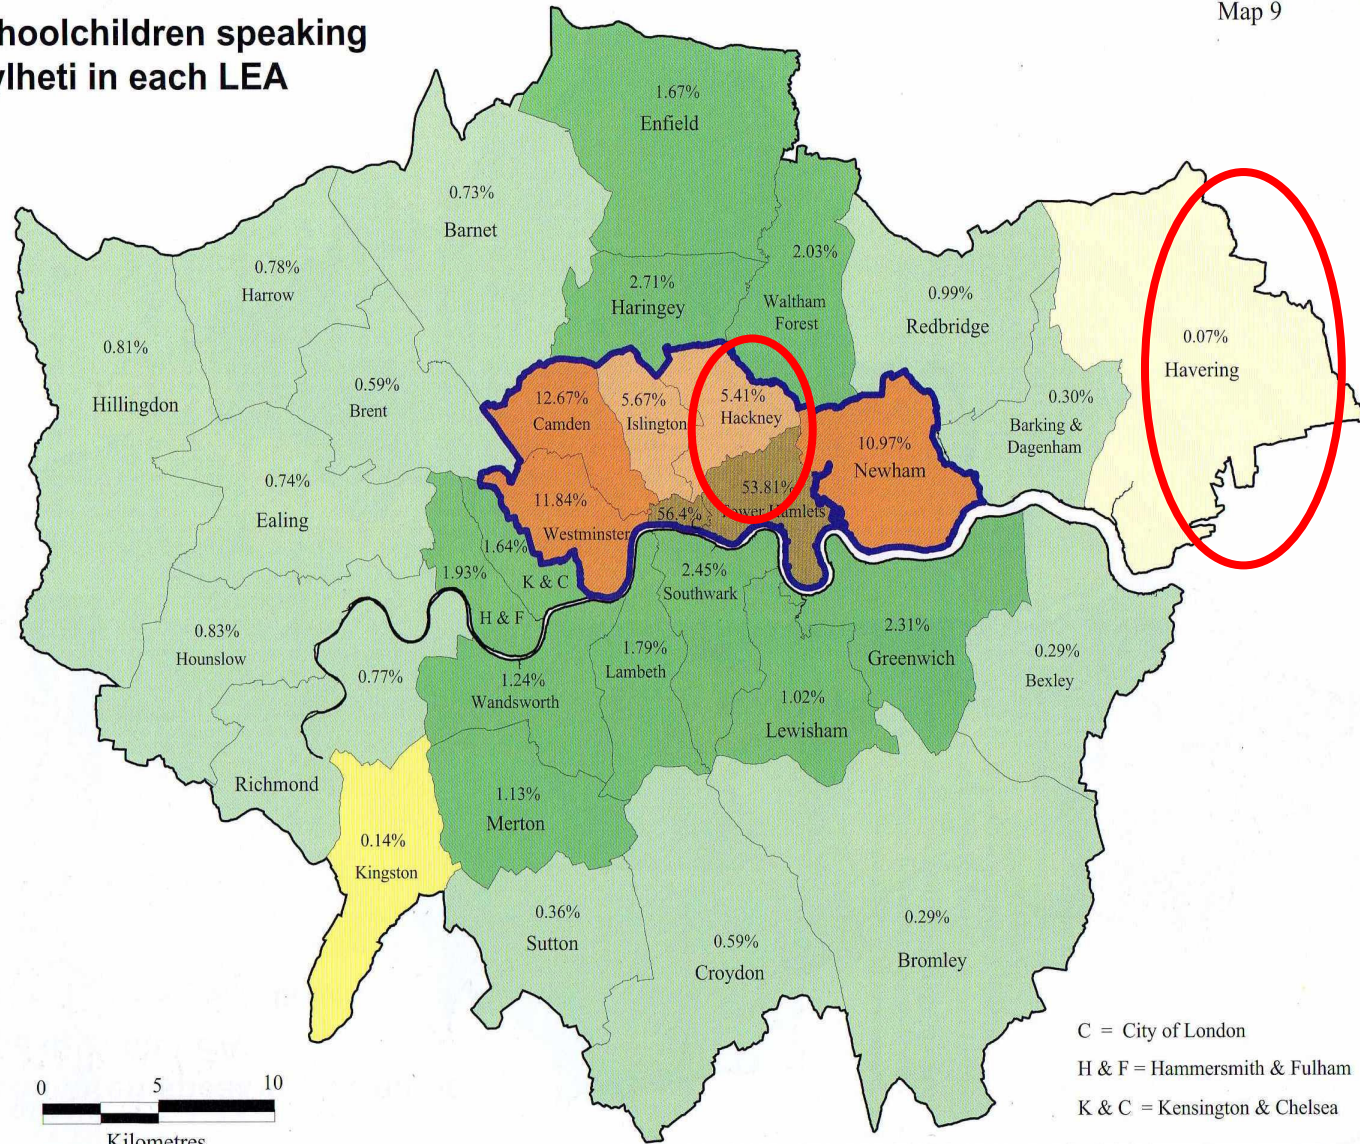 hoolchildren speaking
ylheti in each LEA
Map 9
1.67%
Enfield
0.73%
Barnet
2.03%
Waltham
Forest
0.78%
Harrow
2.71%
Haringey
0.99%
Redbridge
0.07%
Havering
0.81%
Hillingdon
0.59%
Brent
12.67%
Camden
5.67%
Islington
5.41%
Hackney
0.30%
Barking &
Dagenham
10.97%
Newham
0.74%
Ealing
11.84%
Westminster
56.4%
53.81%
Tower Hamlets
1.64%
K & C
1.93%
H & F
2.45%
Southwark
0.83%
Hounslow
0.77%
Richmond
1.24%
Wandsworth
1.79%
Lambeth
2.31%
Greenwich
0.29%
Bexley
1.02%
Lewisham
1.13%
Merton
0.14%
Kingston
0.36%
Sutton
0.59%
Croydon
0.29%
Bromley
C = City of London
H & F = Hammersmith & Fulham
K & C = Kensington & Chelsea
0 5 10
Kilometres